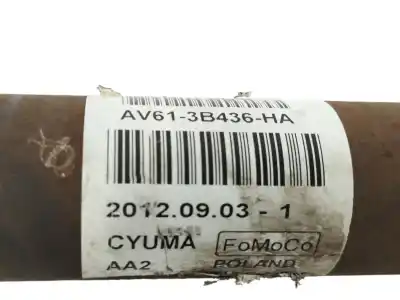 AV61-3B436-HA
2012.09.03 - 1
CYUMA FoMoCo
AA2 POLAND